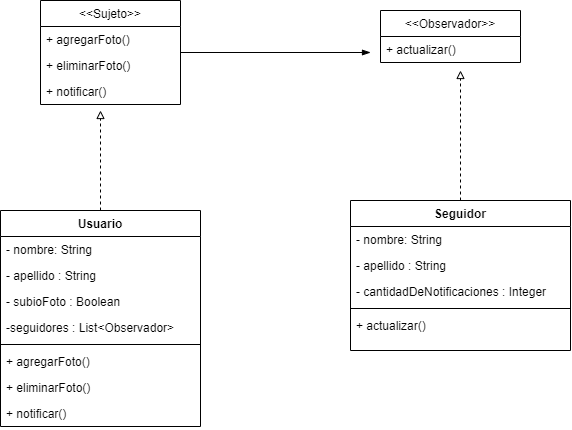 <<Sujeto>>
+ agregarFoto()
+ eliminarFoto()
+ notificar()
<<Observador>>
+ actualizar()
Usuario
- nombre: String
- apellido : String
- subioFoto : Boolean
-seguidores : List<Observador>
+ agregarFoto()
+ eliminarFoto()
+ notificar()
Seguidor
- nombre: String
- apellido : String
- cantidadDeNotificaciones : Integer
+ actualizar()